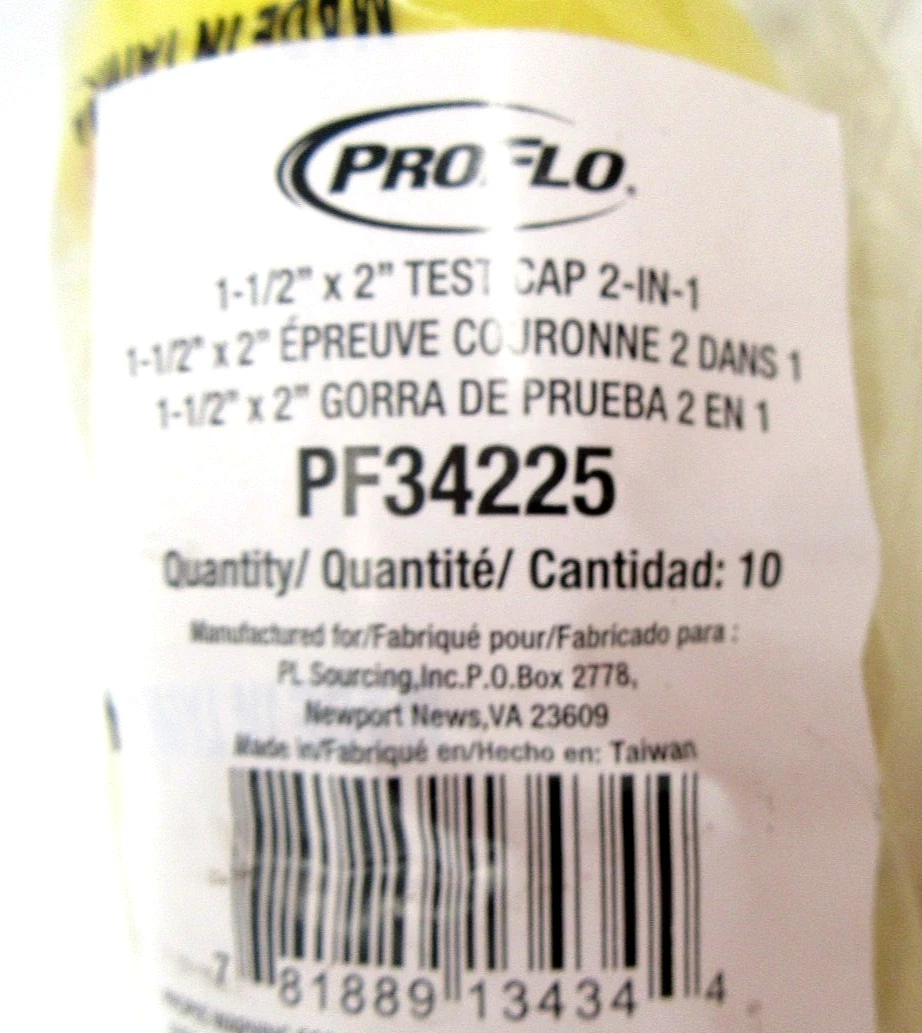 MADE IN TAIWAN
PROFLO.
1-1/2" x 2" TEST CAP 2-IN-1
1-1/2" x 2" ÉPREUVE COURONNE 2 DANS 1
1-1/2" x 2" GORRA DE PRUEBA 2 EN 1
PF34225
Quantity/ Quantité/ Cantidad: 10
Manufactured for/Fabriqué pour/Fabricado para :
PL Sourcing,Inc.P.O.Box 2778,
Newport News,VA 23609
Made in/Fabriqué en/Hecho en: Taiwan
7 81889 13434 4